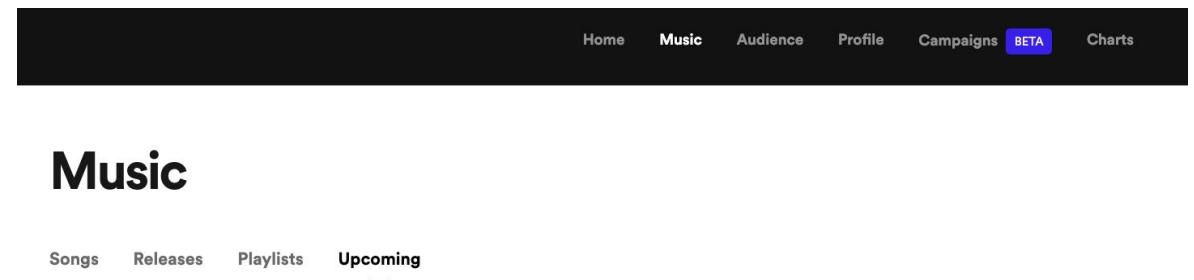 Home Music Audience Profile Campaigns BETA Charts
Music
Songs Releases Playlists Upcoming